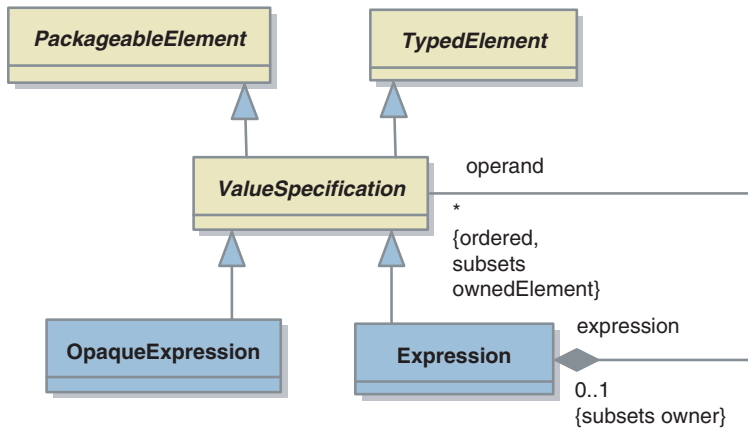 PackageableElement
TypedElement
ValueSpecification
operand
*
{ordered,
subsets
ownedElement}
OpaqueExpression
Expression
expression
0..1
{subsets owner}